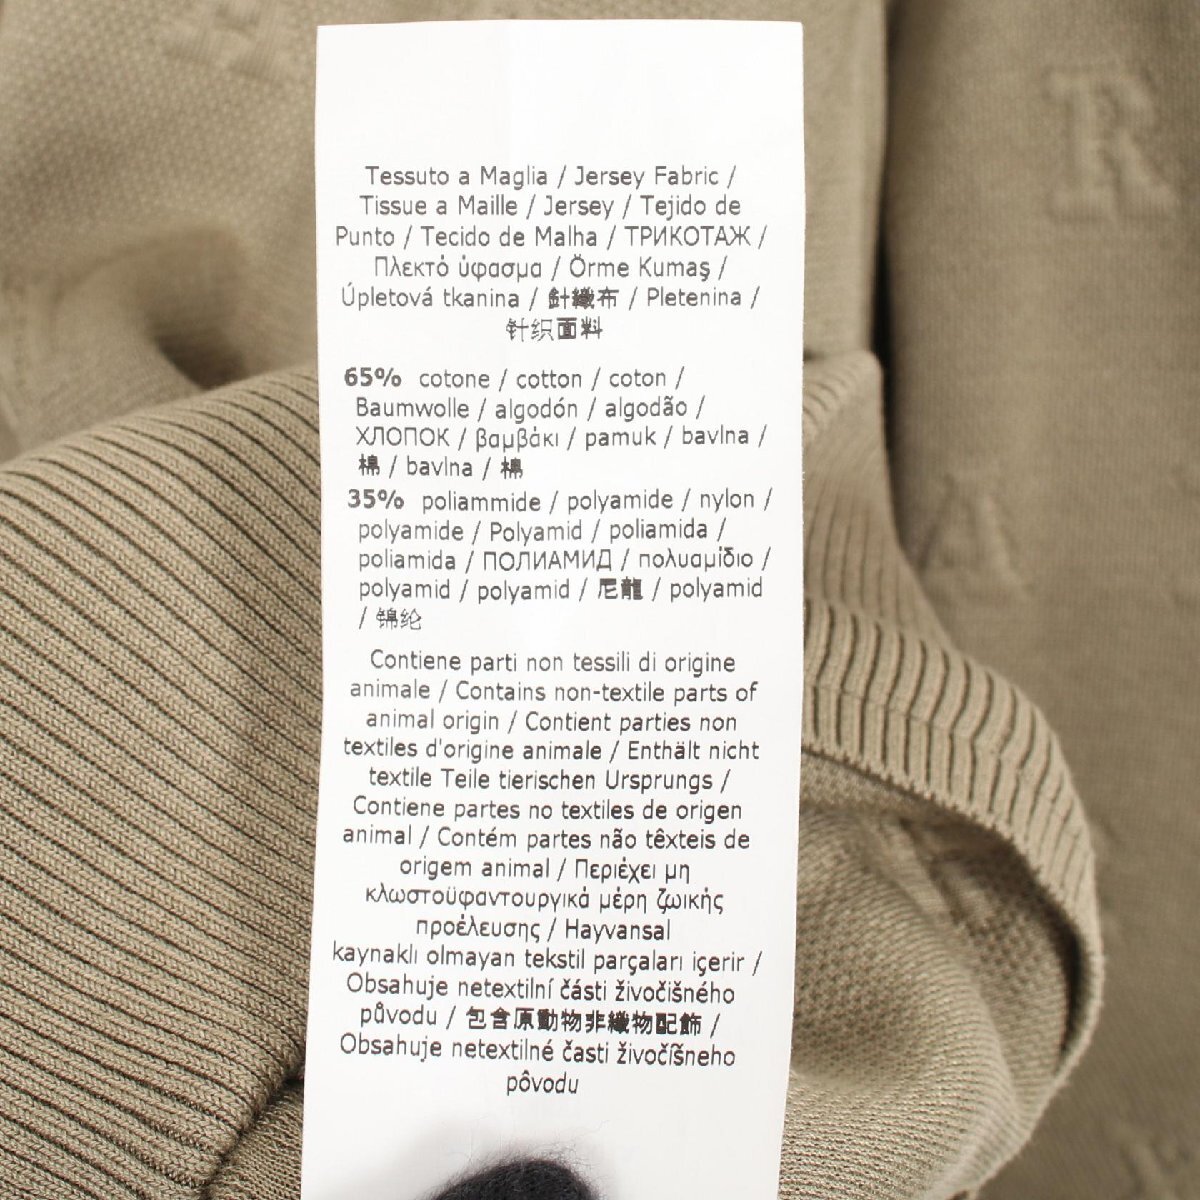 R
A
Tessuto a Maglia / Jersey Fabric /
Tissue a Maille / Jersey / Tejido de
Punto / Tecido de Malha / ТРИКОТАЖ /
Πλεκτό ύφασμα / Örme Kumaş /
Úpletová tkanina / 針織布 / Pletenina /
针织面料
65% cotone / cotton / coton /
Baumwolle / algodón / algodão /
ХЛОПОК / βαμβάκι / pamuk / bavlna /
棉 / bavlna / 棉
35% poliammide / polyamide / nylon /
polyamide / Polyamid / poliamida /
poliamida / ПОЛИАМИД / πολυαμίδιο /
polyamid / polyamid / 尼龍 / polyamid
/ 锦纶
Contiene parti non tessili di origine
animale / Contains non-textile parts of
animal origin / Contient parties non
textiles d'origine animale / Enthält nicht
textile Teile tierischen Ursprungs /
Contiene partes no textiles de origen
animal / Contém partes não têxteis de
origem animal / Περιέχει μη
κλωστοϋφαντουργικά μέρη ζωικής
προέλευσης / Hayvansal
kaynaklı olmayan tekstil parçaları içerir /
Obsahuje netextilní části živočišného
původu / 包含原動物非纖物配飾 /
Obsahuje netextilné časti živočíšneho
pôvodu